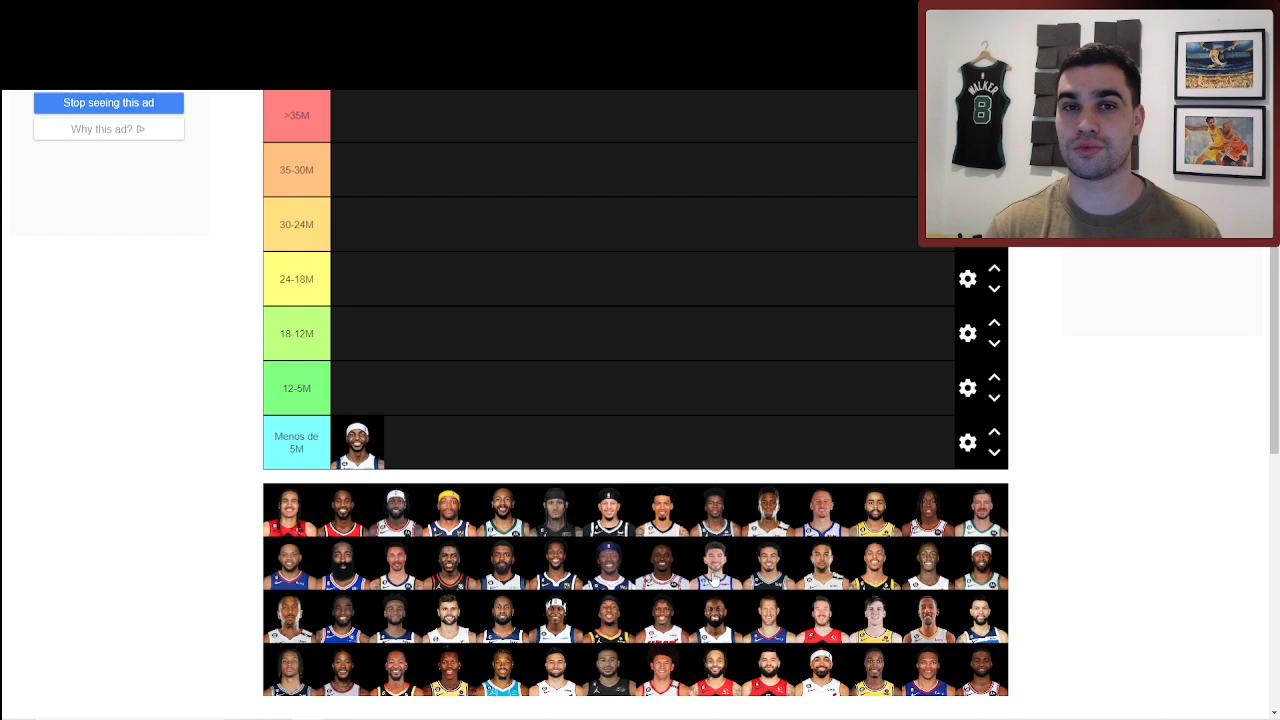 Stop seeing this ad
Why this ad?
>35M
35-30M
30-24M
24-18M
18-12M
12-5M
Menos de
5M
WALKER
8